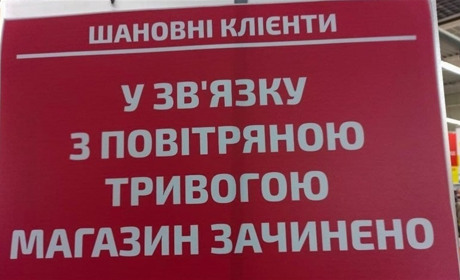 ШАНОВНІ КЛІЄНТИ
У ЗВ'ЯЗКУ
З ПОВІТРЯНОЮ
ТРИВОГОЮ
МАГАЗИН ЗАЧИНЕНО